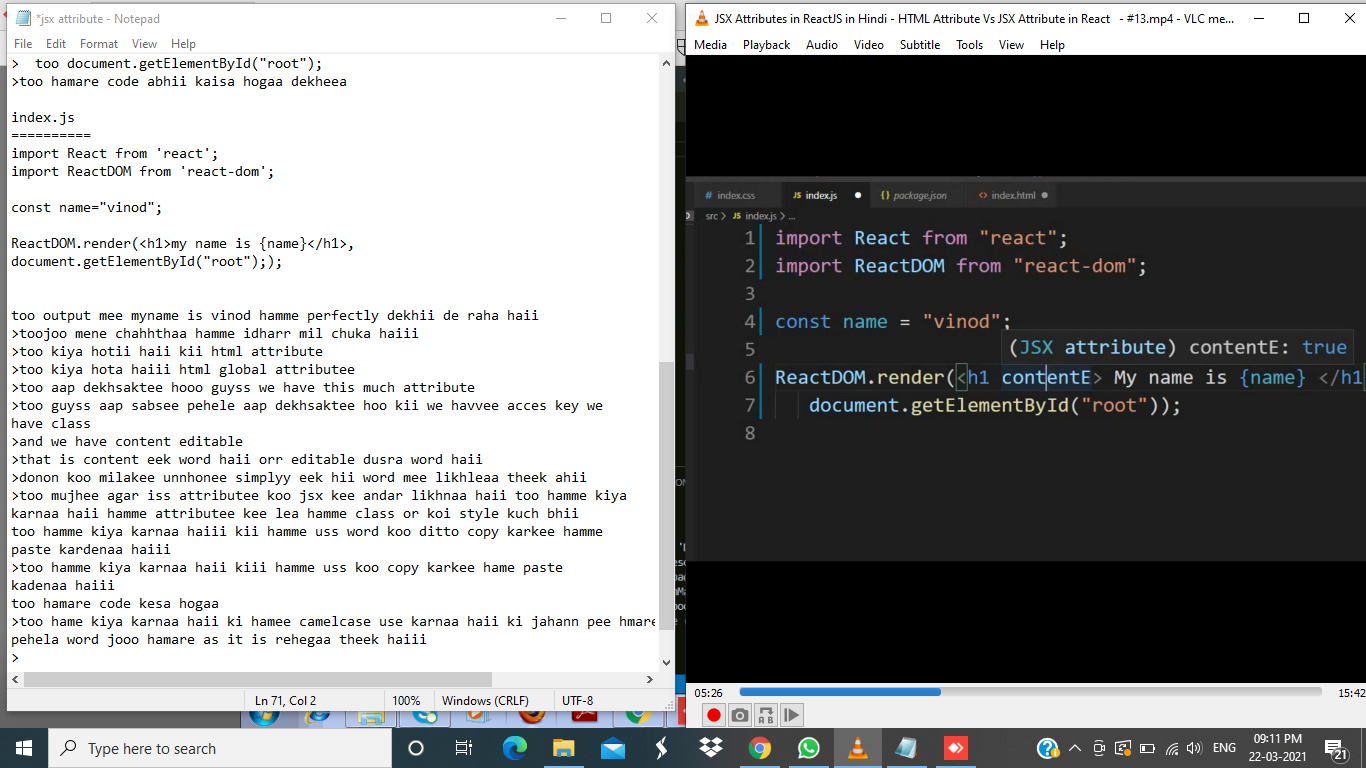 *jsx attribute - Notepad
File Edit Format View Help
>  too document.getElementById("root");
>too hamare code abhii kaisa hogaa dekheea
index.js
==========
import React from 'react';
import ReactDOM from 'react-dom';
const name="vinod";
ReactDOM.render(<h1>my name is {name}</h1>,
document.getElementById("root"););
too output mee myname is vinod hamme perfectly dekhii de raha haii
>toojoo mene chahhthaa hamme idharr mil chuka haiii
>too kiya hotii haii kii html attribute
>too kiya hota haiii html global attributee
>too aap dekhsaktee hooo guyss we have this much attribute
>too guyss aap sabsee pehele aap dekhsaktee hoo kii we havvee acces key we
have class
>and we have content editable
>that is content eek word haii orr editable dusra word haii
>donon koo milakee unnhonee simplyy eek hii word mee likhleaa theek ahii
>too mujhee agar iss attributee koo jsx kee andar likhnaa haii too hamme kiya
karnaa haii hamme attributee kee lea hamme class or koi style kuch bhii
too hamme kiya karnaa haiii kii hamme uss word koo ditto copy karkee hamme
paste kardenaa haiii
>too hamme kiya karnaa haii kiii hamme uss koo copy karkee hame paste
kadenaa haiii
too hamare code kesa hogaa
>too hame kiya karnaa haii ki hamee camelcase use karnaa haii ki jahann pee hmare
pehela word jooo hamare as it is rehegaa theek haiii
>
Ln 71, Col 2 100% Windows (CRLF) UTF-8
JSX Attributes in ReactJS in Hindi - HTML Attribute Vs JSX Attribute in React  - #13.mp4 - VLC me...
Media Playback Audio Video Subtitle Tools View Help
# index.css JS index.js {} package.json <> index.html
src > JS index.js > ...
1 import React from "react";
2 import ReactDOM from "react-dom";
3
4 const name = "vinod";
5 (JSX attribute) contentE: true
6 ReactDOM.render(<h1 contentE> My name is {name} </h1
7 document.getElementById("root"));
8
05:26 15:42
Type here to search
ENG 09:11 PM
22-03-2021
21